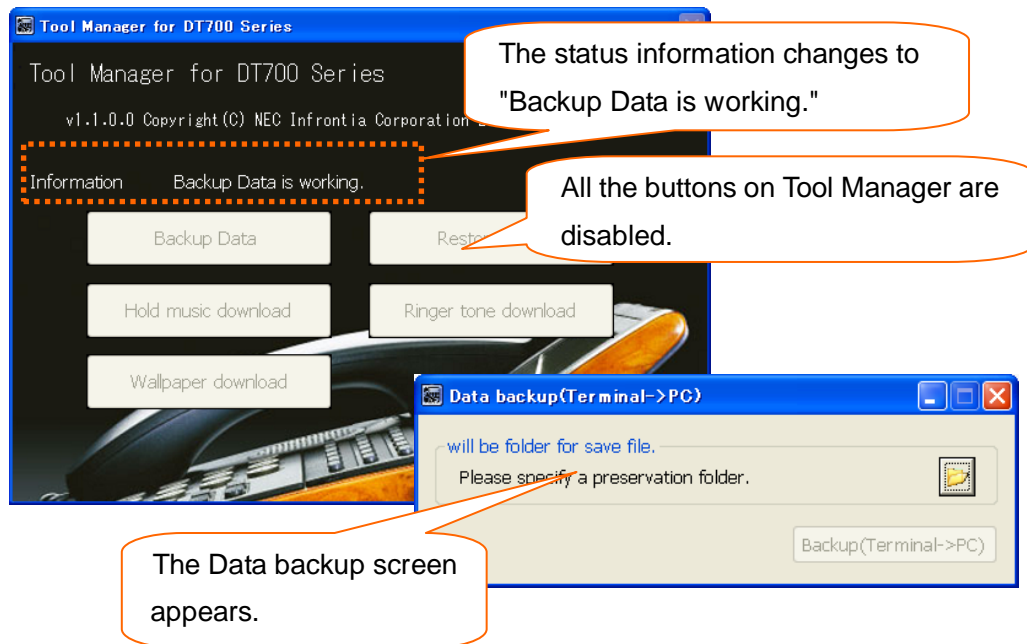 Tool Manager for DT700 Series
Tool Manager for DT700 Series
v1.1.0.0 Copyright(C) NEC Infrontia Corporation
Information Backup Data is working.
Backup Data
Hold music download
Ringer tone download
Wallpaper download
The status information changes to
"Backup Data is working."
All the buttons on Tool Manager are
disabled.
Data backup(Terminal->PC)
will be folder for save file.
Please specify a preservation folder.
Backup(Terminal->PC)
The Data backup screen
appears.